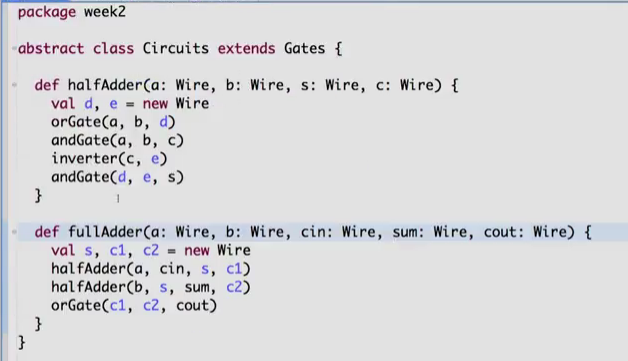 package week2
abstract class Circuits extends Gates {
def halfAdder(a: Wire, b: Wire, s: Wire, c: Wire) {
val d, e = new Wire
orGate(a, b, d)
andGate(a, b, c)
inverter(c, e)
andGate(d, e, s)
}
def fullAdder(a: Wire, b: Wire, cin: Wire, sum: Wire, cout: Wire) {
val s, c1, c2 = new Wire
halfAdder(a, cin, s, c1)
halfAdder(b, s, sum, c2)
orGate(c1, c2, cout)
}
}